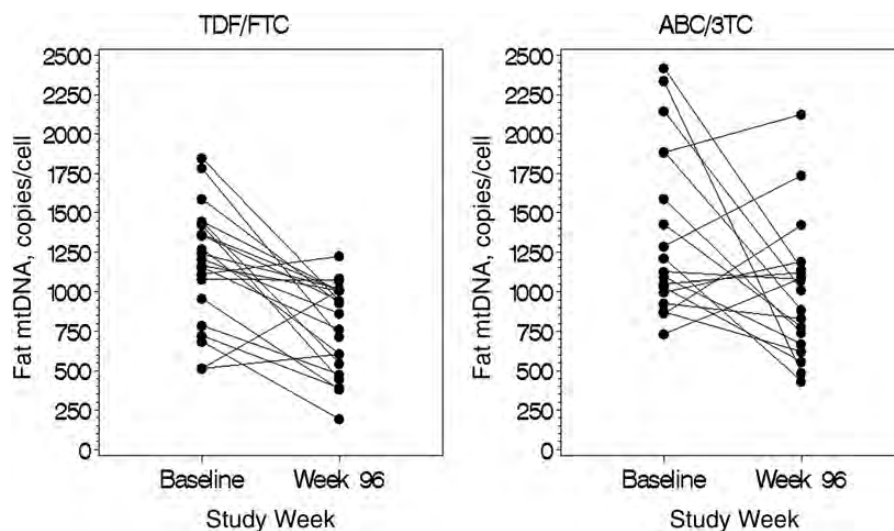 TDF/FTC
Fat mtDNA, copies/cell
2500
2250
2000
1750
1500
1250
1000
750
500
250
0
Baseline Week 96
Study Week
ABC/3TC
Fat mtDNA, copies/cell
2500
2250
2000
1750
1500
1250
1000
750
500
250
0
Baseline Week 96
Study Week